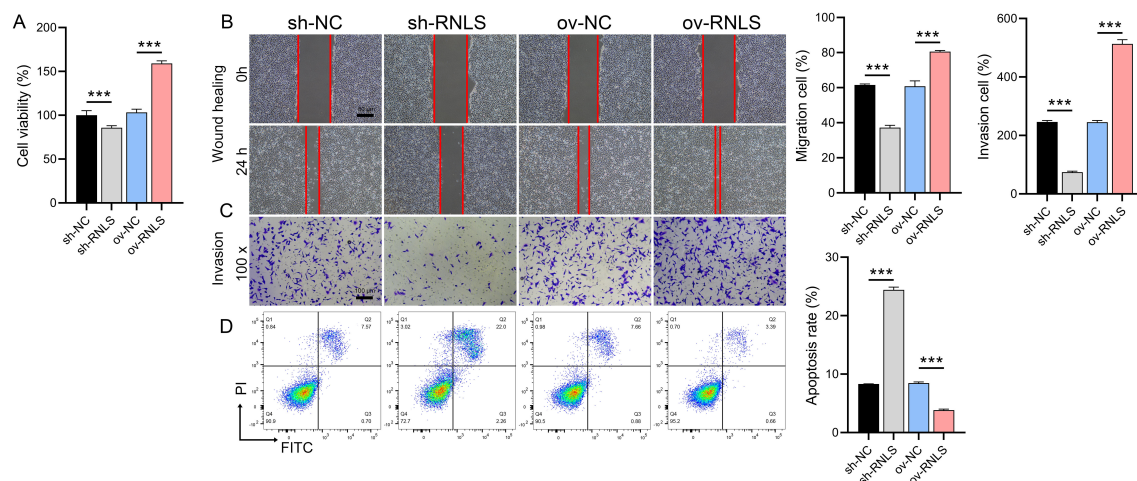 A
Cell viability (%)
200
150
100
50
0
***
***
sh-NC
sh-RNLS
ov-NC
ov-RNLS
B
sh-NC
sh-RNLS
ov-NC
ov-RNLS
Wound healing
0h
24 h
C
Invasion
100 x
100 μm
D
Q1
0.84
Q2
7.57
Q4
90.9
Q3
0.70
Q1
3.02
Q2
22.0
Q4
72.7
Q3
2.26
Q1
0.98
Q2
7.66
Q4
90.5
Q3
0.88
Q1
0.70
Q2
3.39
Q4
95.2
Q3
0.68
PI
FITC
Migration cell (%)
100
80
60
40
20
0
***
***
sh-NC
sh-RNLS
ov-NC
ov-RNLS
Invasion cell (%)
600
400
200
0
***
***
sh-NC
sh-RNLS
ov-NC
ov-RNLS
Apoptosis rate (%)
30
20
10
0
***
***
sh-NC
sh-RNLS
ov-NC
ov-RNLS